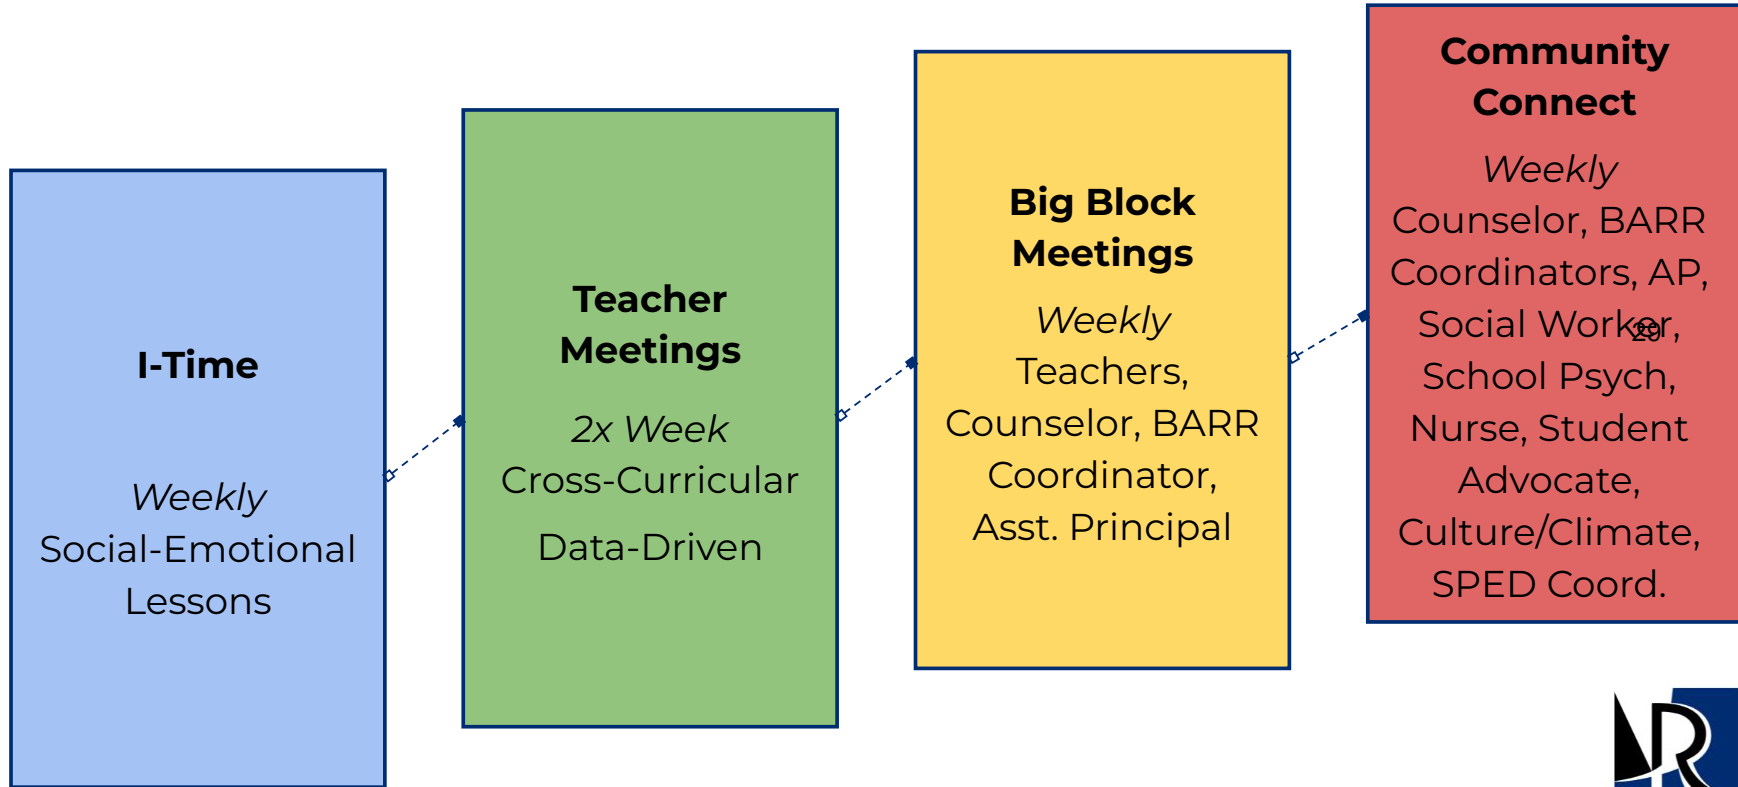 I-Time
Weekly
Social-Emotional
Lessons
Teacher
Meetings
2x Week
Cross-Curricular
Data-Driven
Big Block
Meetings
Weekly
Teachers,
Counselor, BARR
Coordinator,
Asst. Principal
Community
Connect
Weekly
Counselor, BARR
Coordinators, AP,
Social Worker,
29
School Psych,
Nurse, Student
Advocate,
Culture/Climate,
SPED Coord.
NR